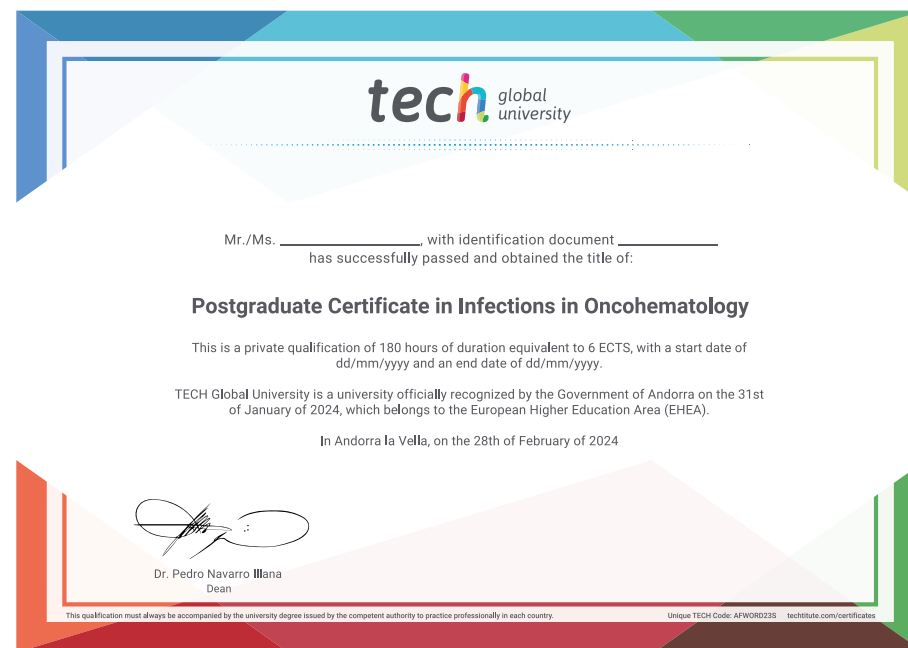 tech global university
Mr./Ms. ____________________, with identification document ______________
has successfully passed and obtained the title of:
Postgraduate Certificate in Infections in Oncohematology
This is a private qualification of 180 hours of duration equivalent to 6 ECTS, with a start date of
dd/mm/yyyy and an end date of dd/mm/yyyy.
TECH Global University is a university officially recognized by the Government of Andorra on the 31st
of January of 2024, which belongs to the European Higher Education Area (EHEA).
In Andorra la Vella, on the 28th of February of 2024
Dr. Pedro Navarro Illana
Dean
This qualification must always be accompanied by the university degree issued by the competent authority to practice professionally in each country.
Unique TECH Code: AFWORD23S techtitute.com/certificates